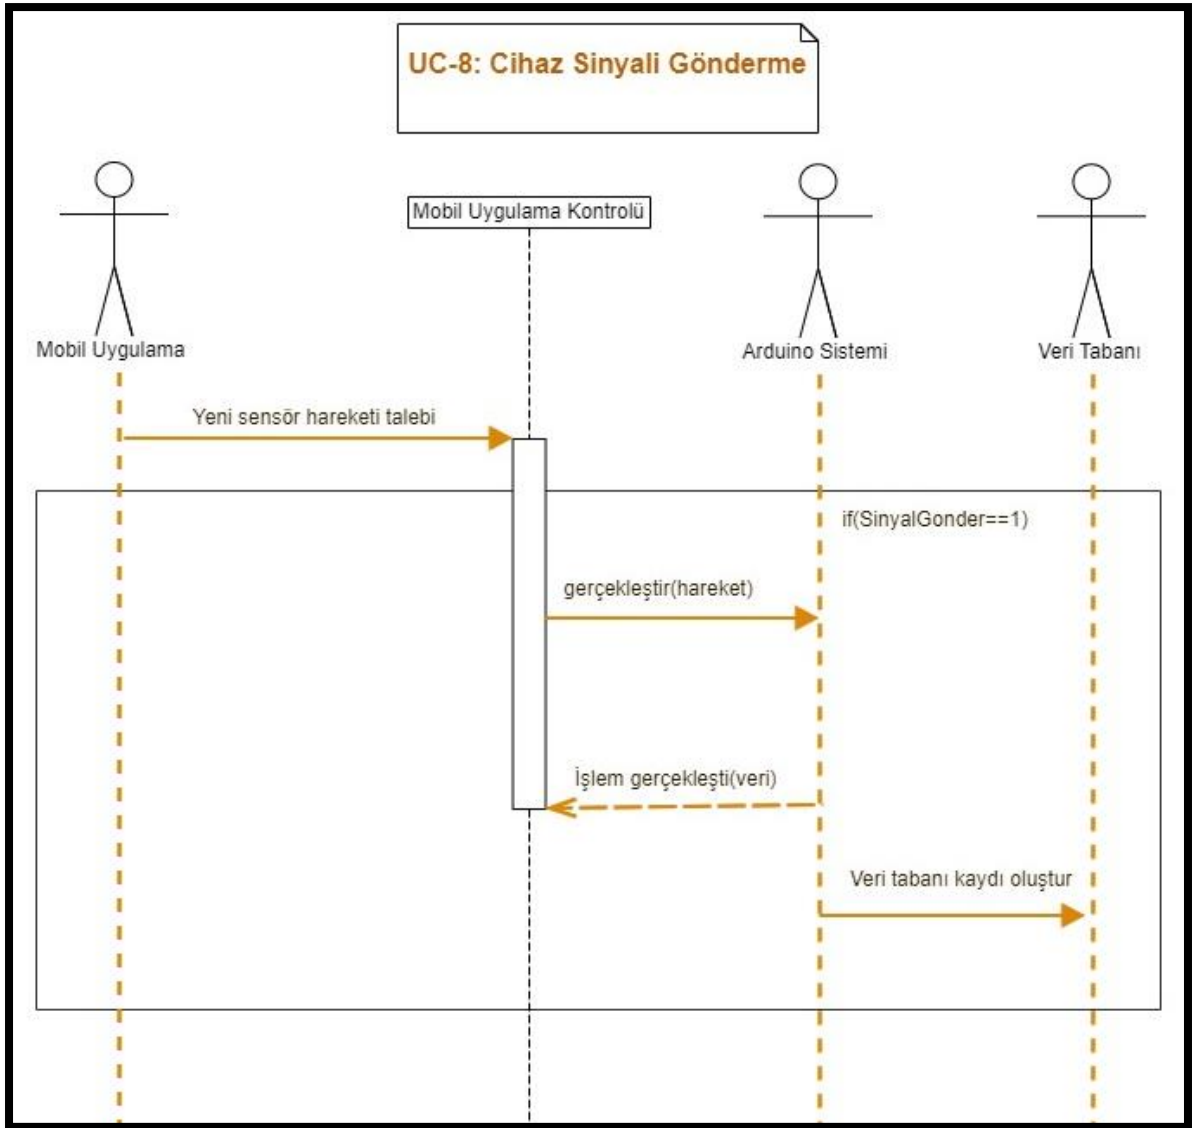 UC-8: Cihaz Sinyali Gönderme
Mobil Uygulama Kontrolü
Mobil Uygulama
Arduino Sistemi
Veri Tabanı
Yeni sensör hareketi talebi
if(SinyalGonder==1)
gerçekleştir(hareket)
İşlem gerçekleşti(veri)
Veri tabanı kaydı oluştur